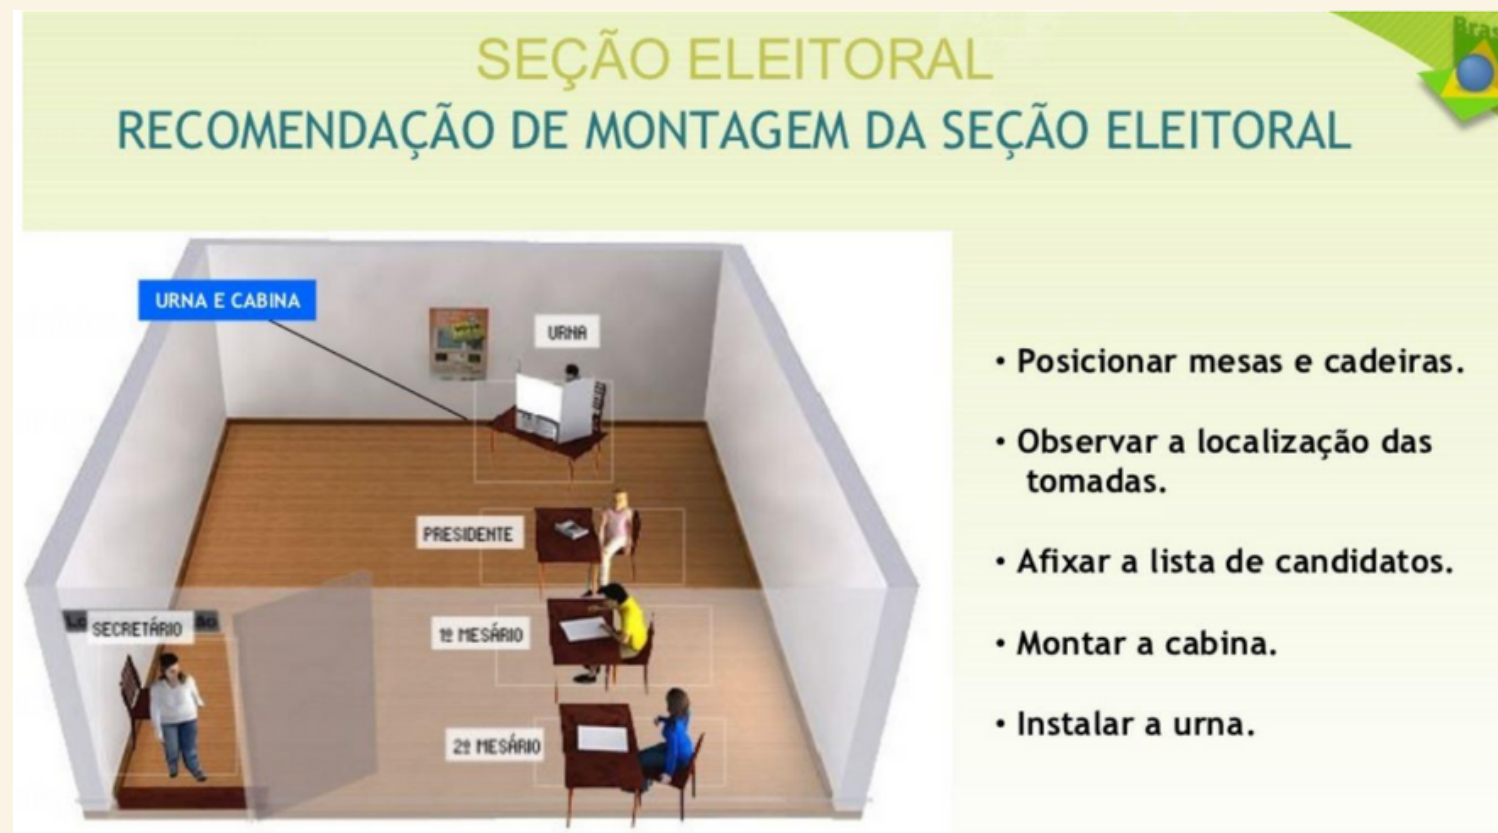 SEÇÃO ELEITORAL
RECOMENDAÇÃO DE MONTAGEM DA SEÇÃO ELEITORAL
URNA E CABINA
URNA
PRESIDENTE
SECRETÁRIO
1º MESÁRIO
2º MESÁRIO
• Posicionar mesas e cadeiras.
• Observar a localização das
tomadas.
• Afixar a lista de candidatos.
• Montar a cabina.
• Instalar a urna.